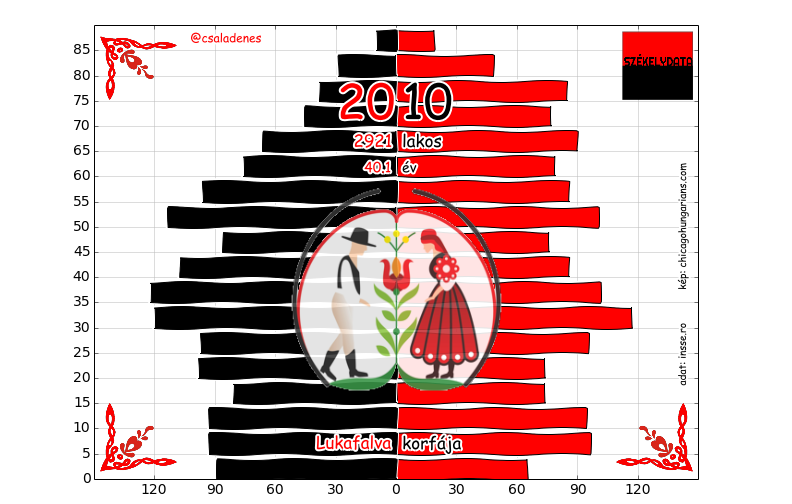 @csaladenes
SZÉKELYDATA
2010
2921 lakos
40.1 év
kép: chicagohungarians.com
adat: insse.ro
Lukafalva korfája
85
80
75
70
65
60
55
50
45
40
35
30
25
20
15
10
5
0
120 90 60 30 0 30 60 90 120